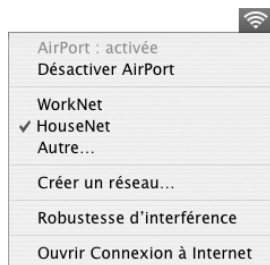 AirPort : activée
Désactiver AirPort
WorkNet
✓ HouseNet
Autre...
Créer un réseau...
Robustesse d'interférence
Ouvrir Connexion à Internet